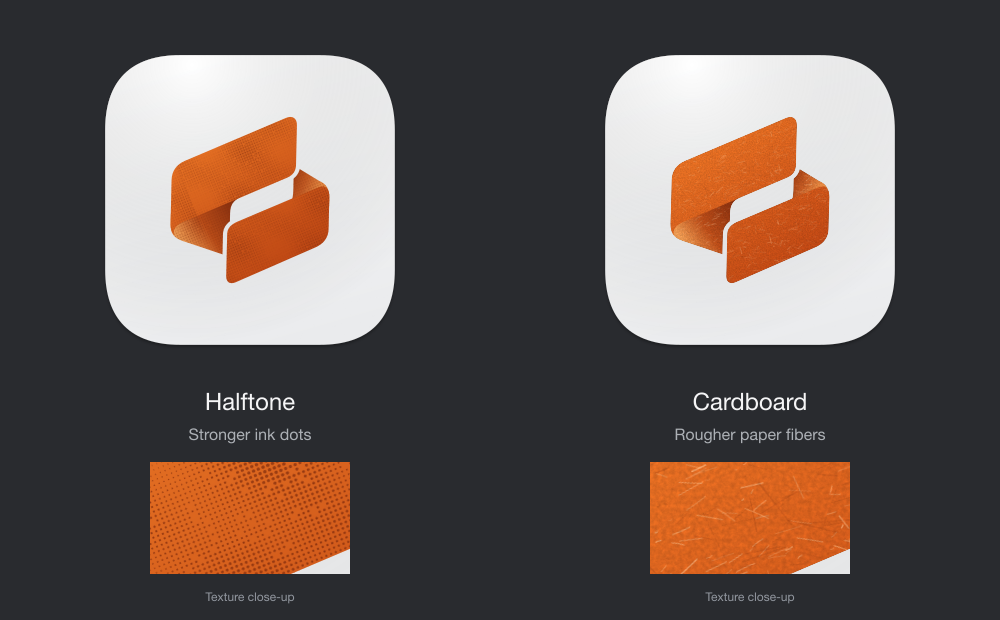 Halftone
Stronger ink dots
Texture close-up
Cardboard
Rougher paper fibers
Texture close-up